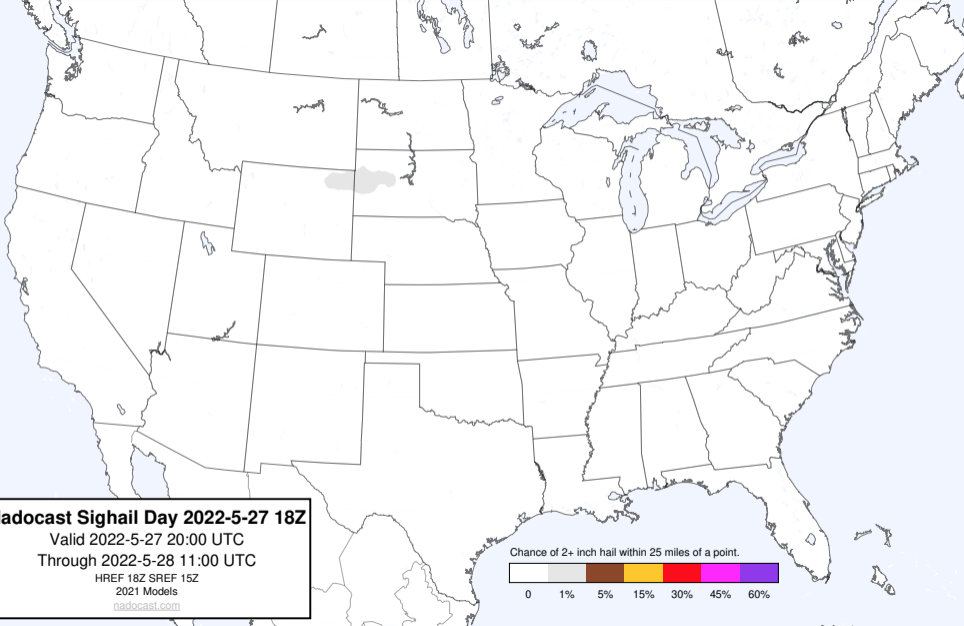 adocast Sighail Day 2022-5-27 18Z
Valid 2022-5-27 20:00 UTC
Through 2022-5-28 11:00 UTC
HREF 18Z SREF 15Z
2021 Models
nadocast.com
Chance of 2+ inch hail within 25 miles of a point.
0 1% 5% 15% 30% 45% 60%